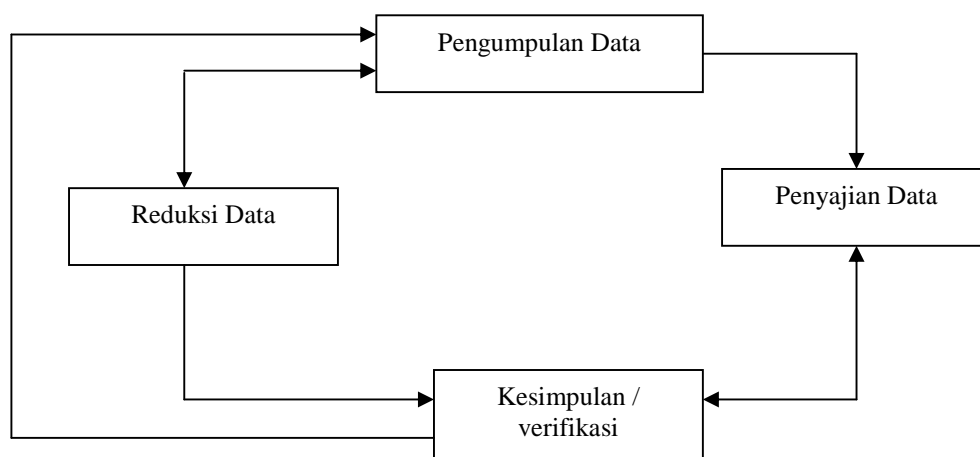 Pengumpulan Data
Reduksi Data
Penyajian Data
Kesimpulan /
verifikasi